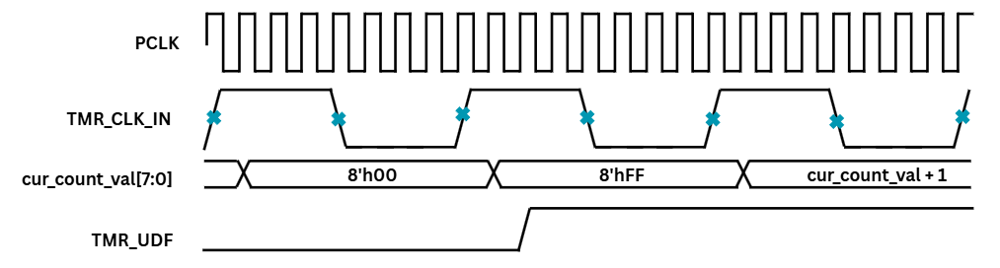 PCLK
TMR_CLK_IN
cur_count_val[7:0] 8'h00 8'hFF cur_count_val + 1
TMR_UDF